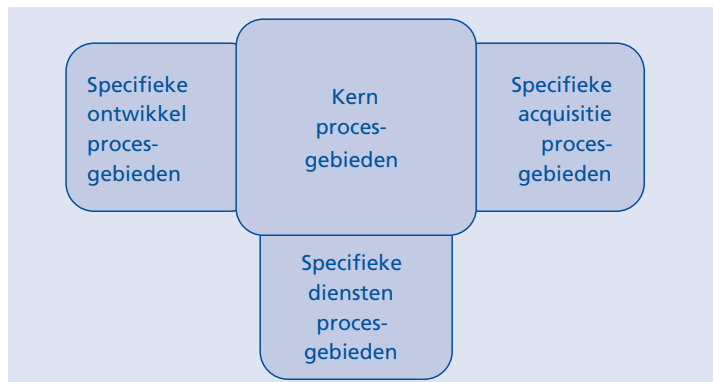 Specifieke
ontwikkel
proces-
gebieden
Kern
proces-
gebieden
Specifieke
acquisitie
proces-
gebieden
Specifieke
diensten
proces-
gebieden